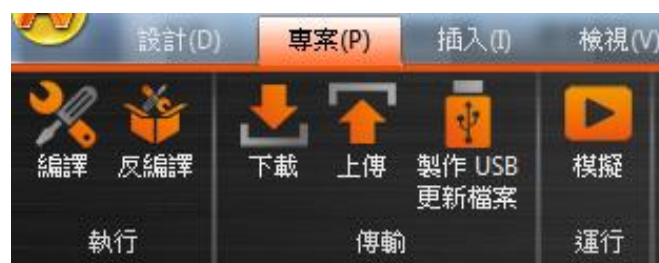 設計(D) 專案(P) 插入(I) 檢視(V)
編譯 反編譯 下載 上傳 製作 USB 模擬
更新檔案
執行 傳輸 運行